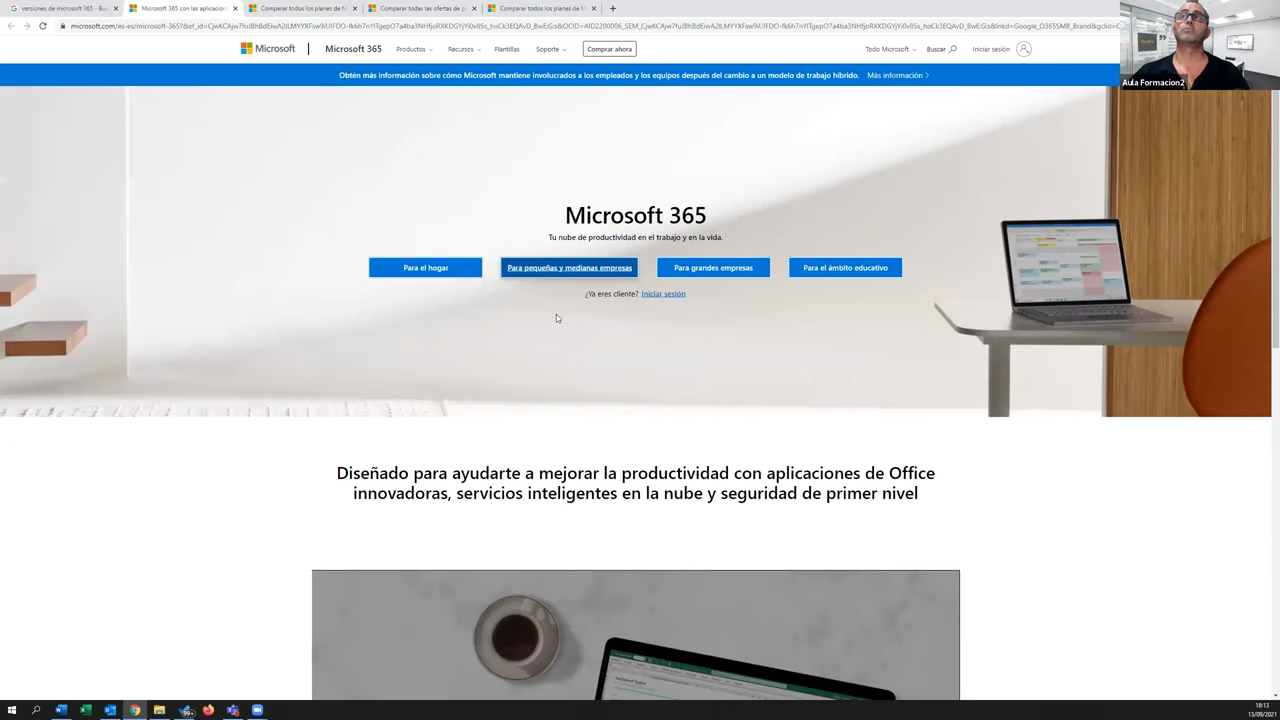 versiones de microsoft 365 - Bu
Microsoft 365 con las aplicacion
Comparar todos los planes de M
Comparar todas las ofertas de p
Comparar todos los planes de M
Microsoft
Microsoft 365
Productos
Recursos
Plantillas
Soporte
Comprar ahora
Todo Microsoft
Buscar
Iniciar sesión
Aula Formacion2
Obtén más información sobre cómo Microsoft mantiene involucrados a los empleados y los equipos después del cambio a un modelo de trabajo híbrido. Más información
Microsoft 365
Tu nube de productividad en el trabajo y en la vida.
Para el hogar
Para pequeñas y medianas empresas
Para grandes empresas
Para el ámbito educativo
¿Ya eres cliente? Iniciar sesión
Diseñado para ayudarte a mejorar la productividad con aplicaciones de Office
innovadoras, servicios inteligentes en la nube y seguridad de primer nivel
99+
18:13
13/09/2021